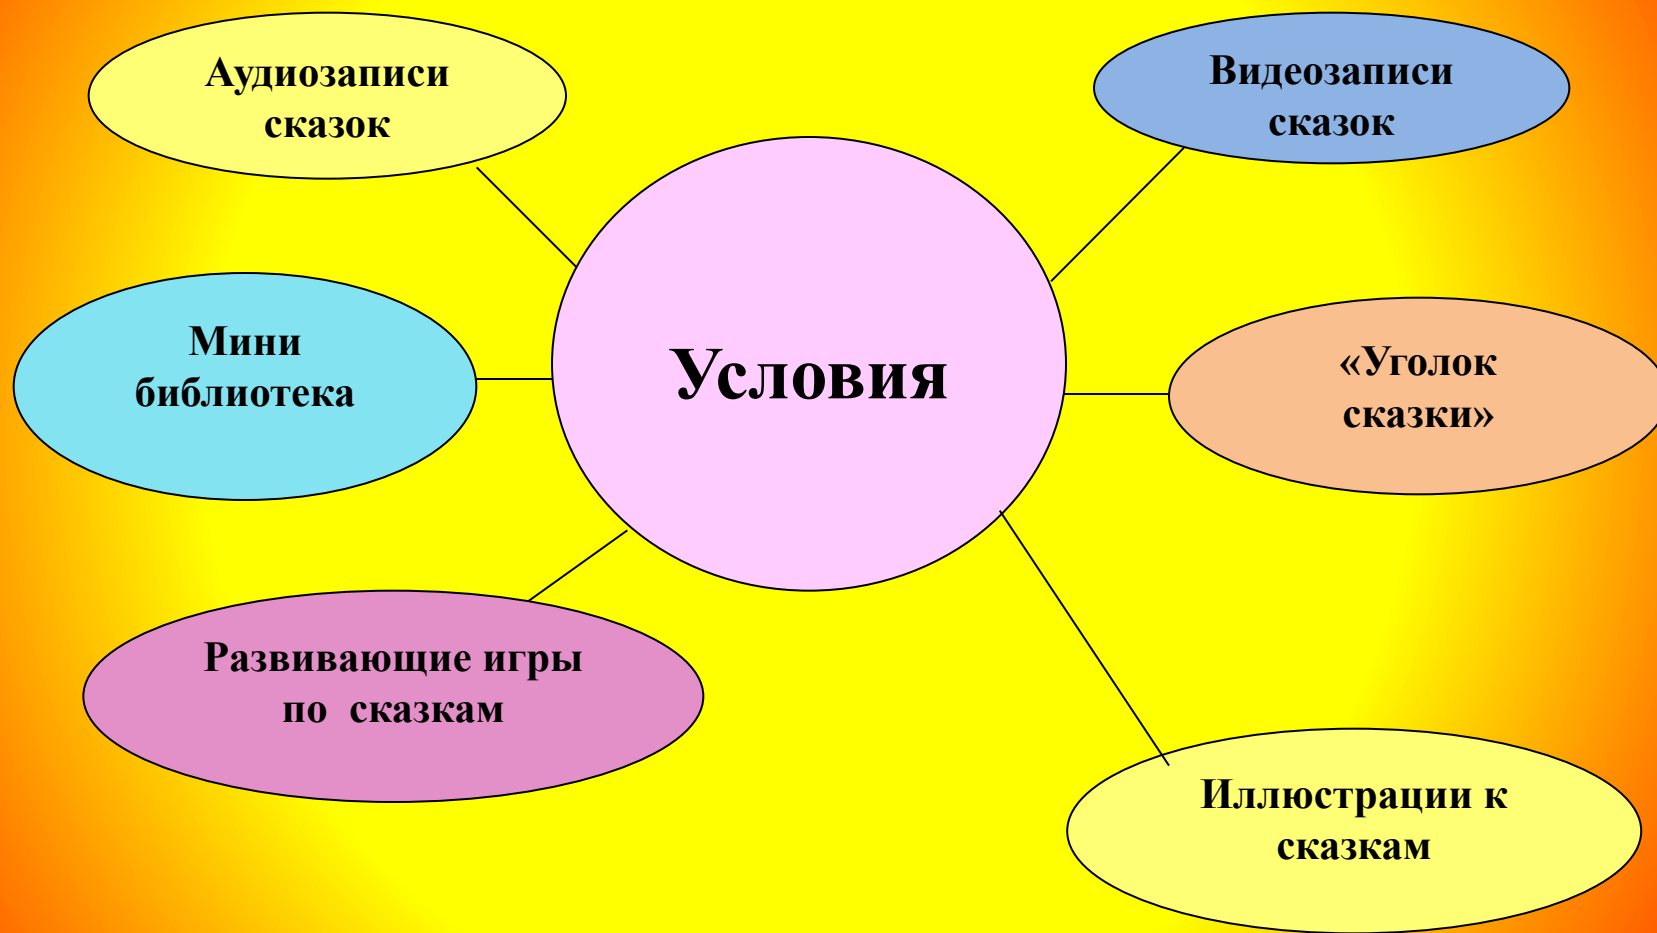 Аудиозаписи
сказок
Видеозаписи
сказок
Мини
библиотека
Условия
«Уголок
сказки»
Развивающие игры
по  сказкам
Иллюстрации к
сказкам